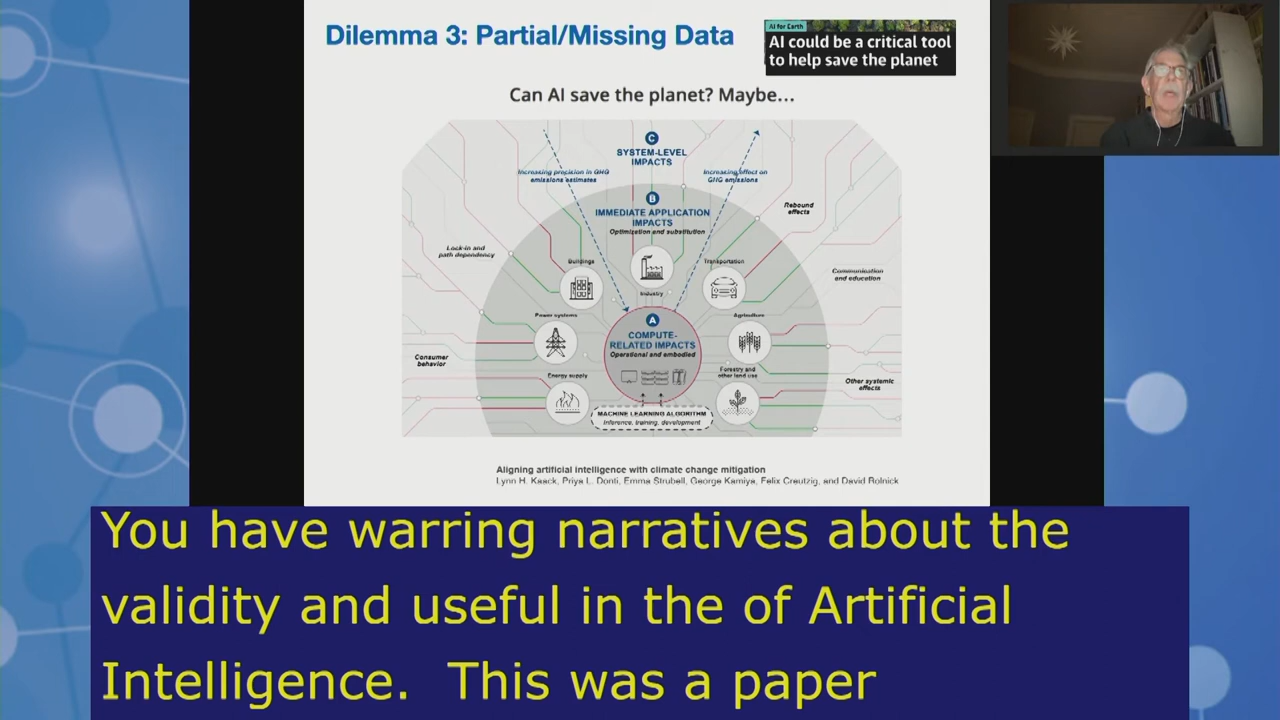 Dilemma 3: Partial/Missing Data
AI for Earth
AI could be a critical tool
to help save the planet
Can AI save the planet? Maybe…
C
SYSTEM-LEVEL
IMPACTS
Increasing precision in GHG
emissions estimates
Increasing effect on
GHG emissions
B
IMMEDIATE APPLICATION
IMPACTS
Optimization and substitution
Rebound
effects
Lock-in and
path dependency
Buildings
Industry
Transportation
Communication
and education
Power systems
Agriculture
A
COMPUTE-
RELATED IMPACTS
Operational and embodied
Consumer
behavior
Energy supply
Forestry and
other land use
Other systemic
effects
MACHINE LEARNING ALGORITHM
Inference, training, development
Aligning artificial intelligence with climate change mitigation
Lynn H. Kaack, Priya L. Donti, Emma Strubell, George Kamiya, Felix Creutzig, and David Rolnick
You have warring narratives about the
validity and useful in the of Artificial
Intelligence.  This was a paper